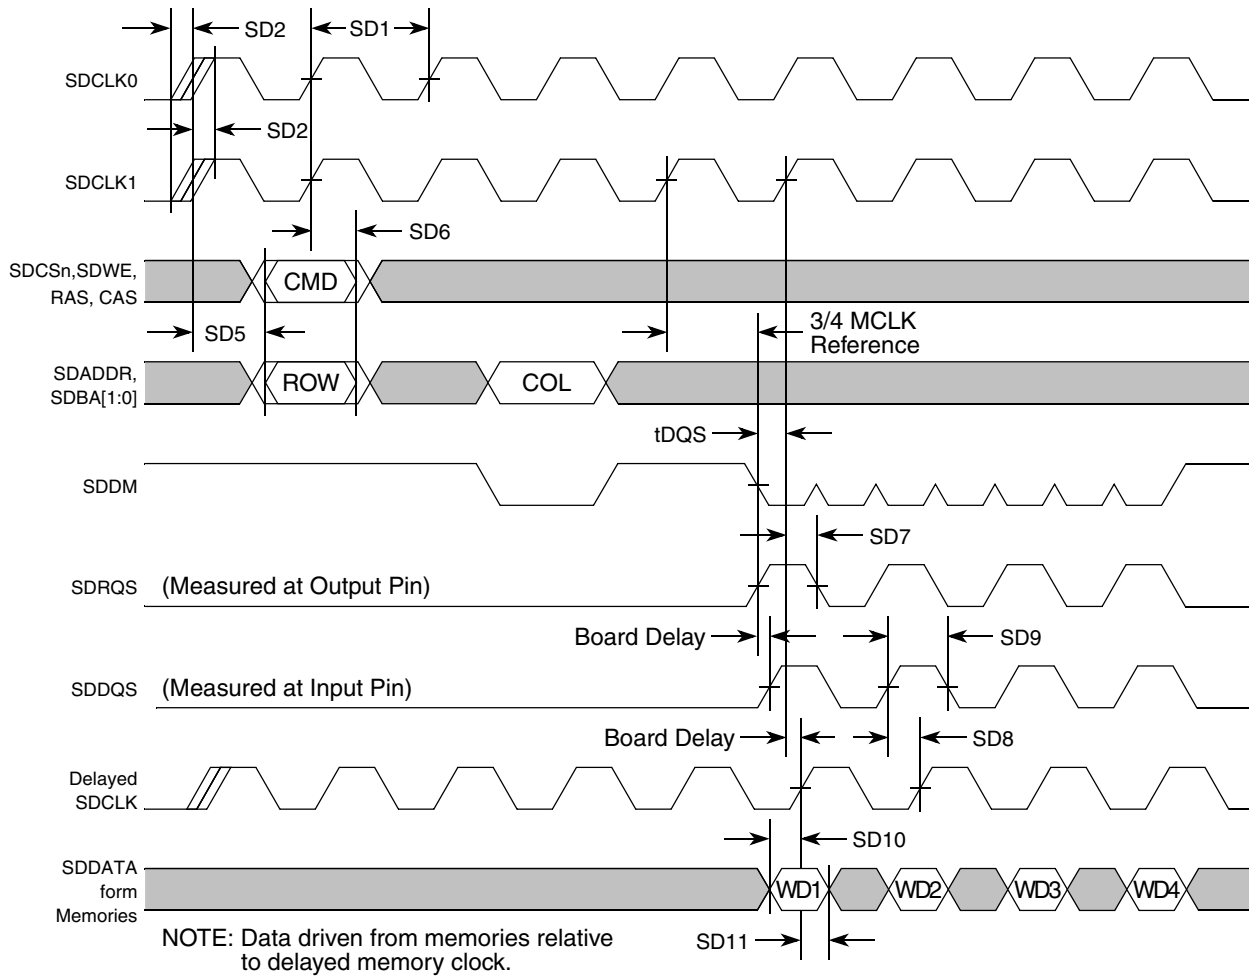 SD2
SD1
SDCLK0
SD2
SDCLK1
SD6
SDCSn,SDWE,
RAS, CAS
CMD
SD5
3/4 MCLK
Reference
SDADDR,
SDBA[1:0]
ROW
COL
tDQS
SDDM
SD7
SDRQS
(Measured at Output Pin)
Board Delay
SD9
SDDQS
(Measured at Input Pin)
Board Delay
SD8
Delayed
SDCLK
SD10
SDDATA
form
Memories
WD1
WD2
WD3
WD4
NOTE: Data driven from memories relative
to delayed memory clock.
SD11